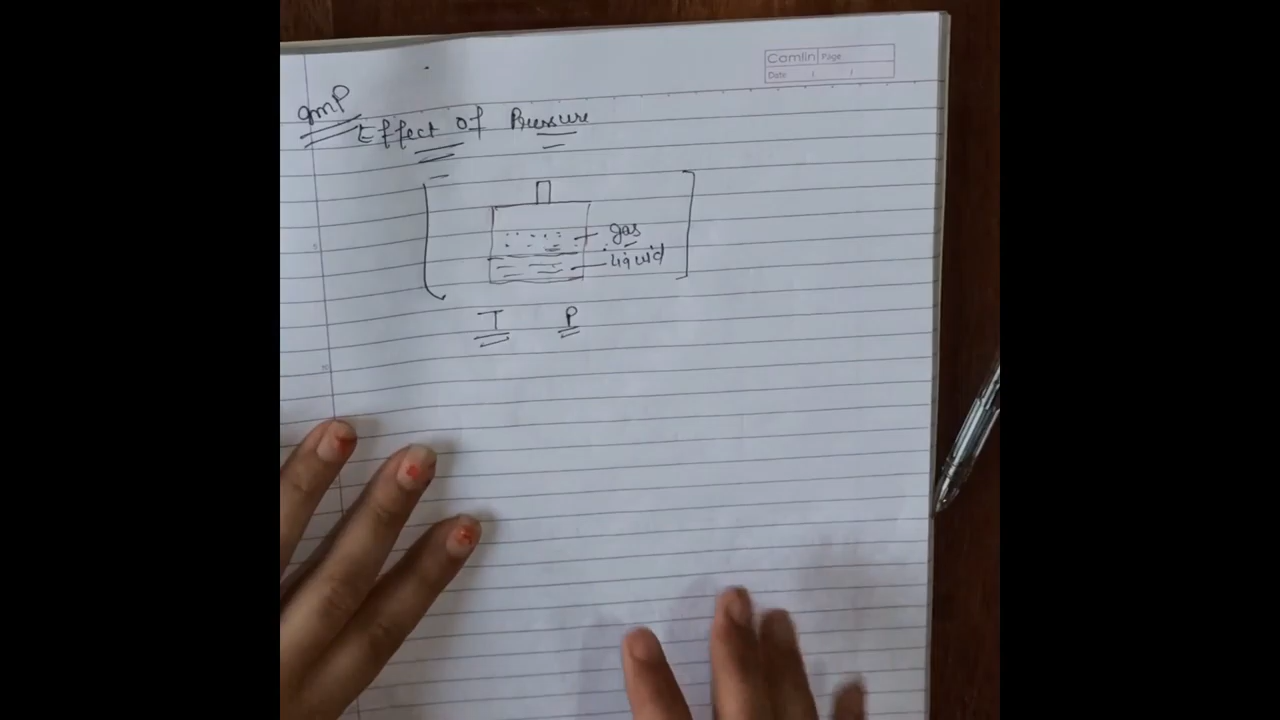 Camlin Page
Date / /
ImP
Effect Of Pressure
gas
Liquid
T P